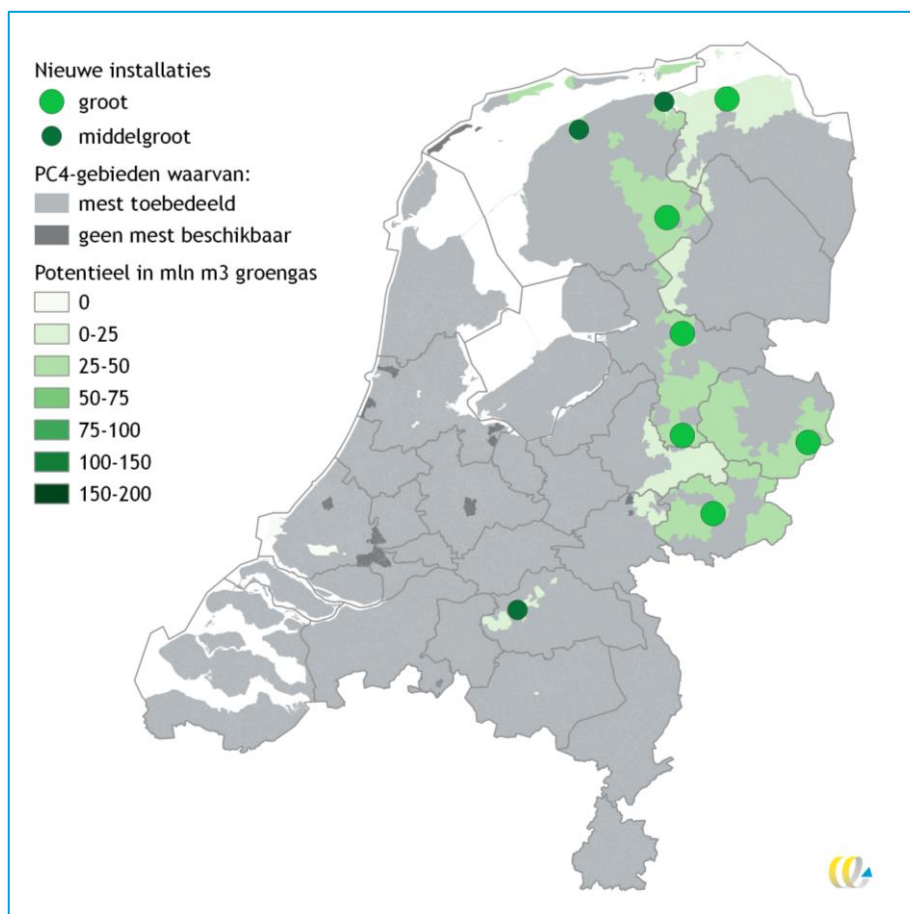 Nieuwe installaties
groot
middelgroot
PC4-gebieden waarvan:
mest toebedeeld
geen mest beschikbaar
Potentieel in mln m3 groengas
0
0-25
25-50
50-75
75-100
100-150
150-200